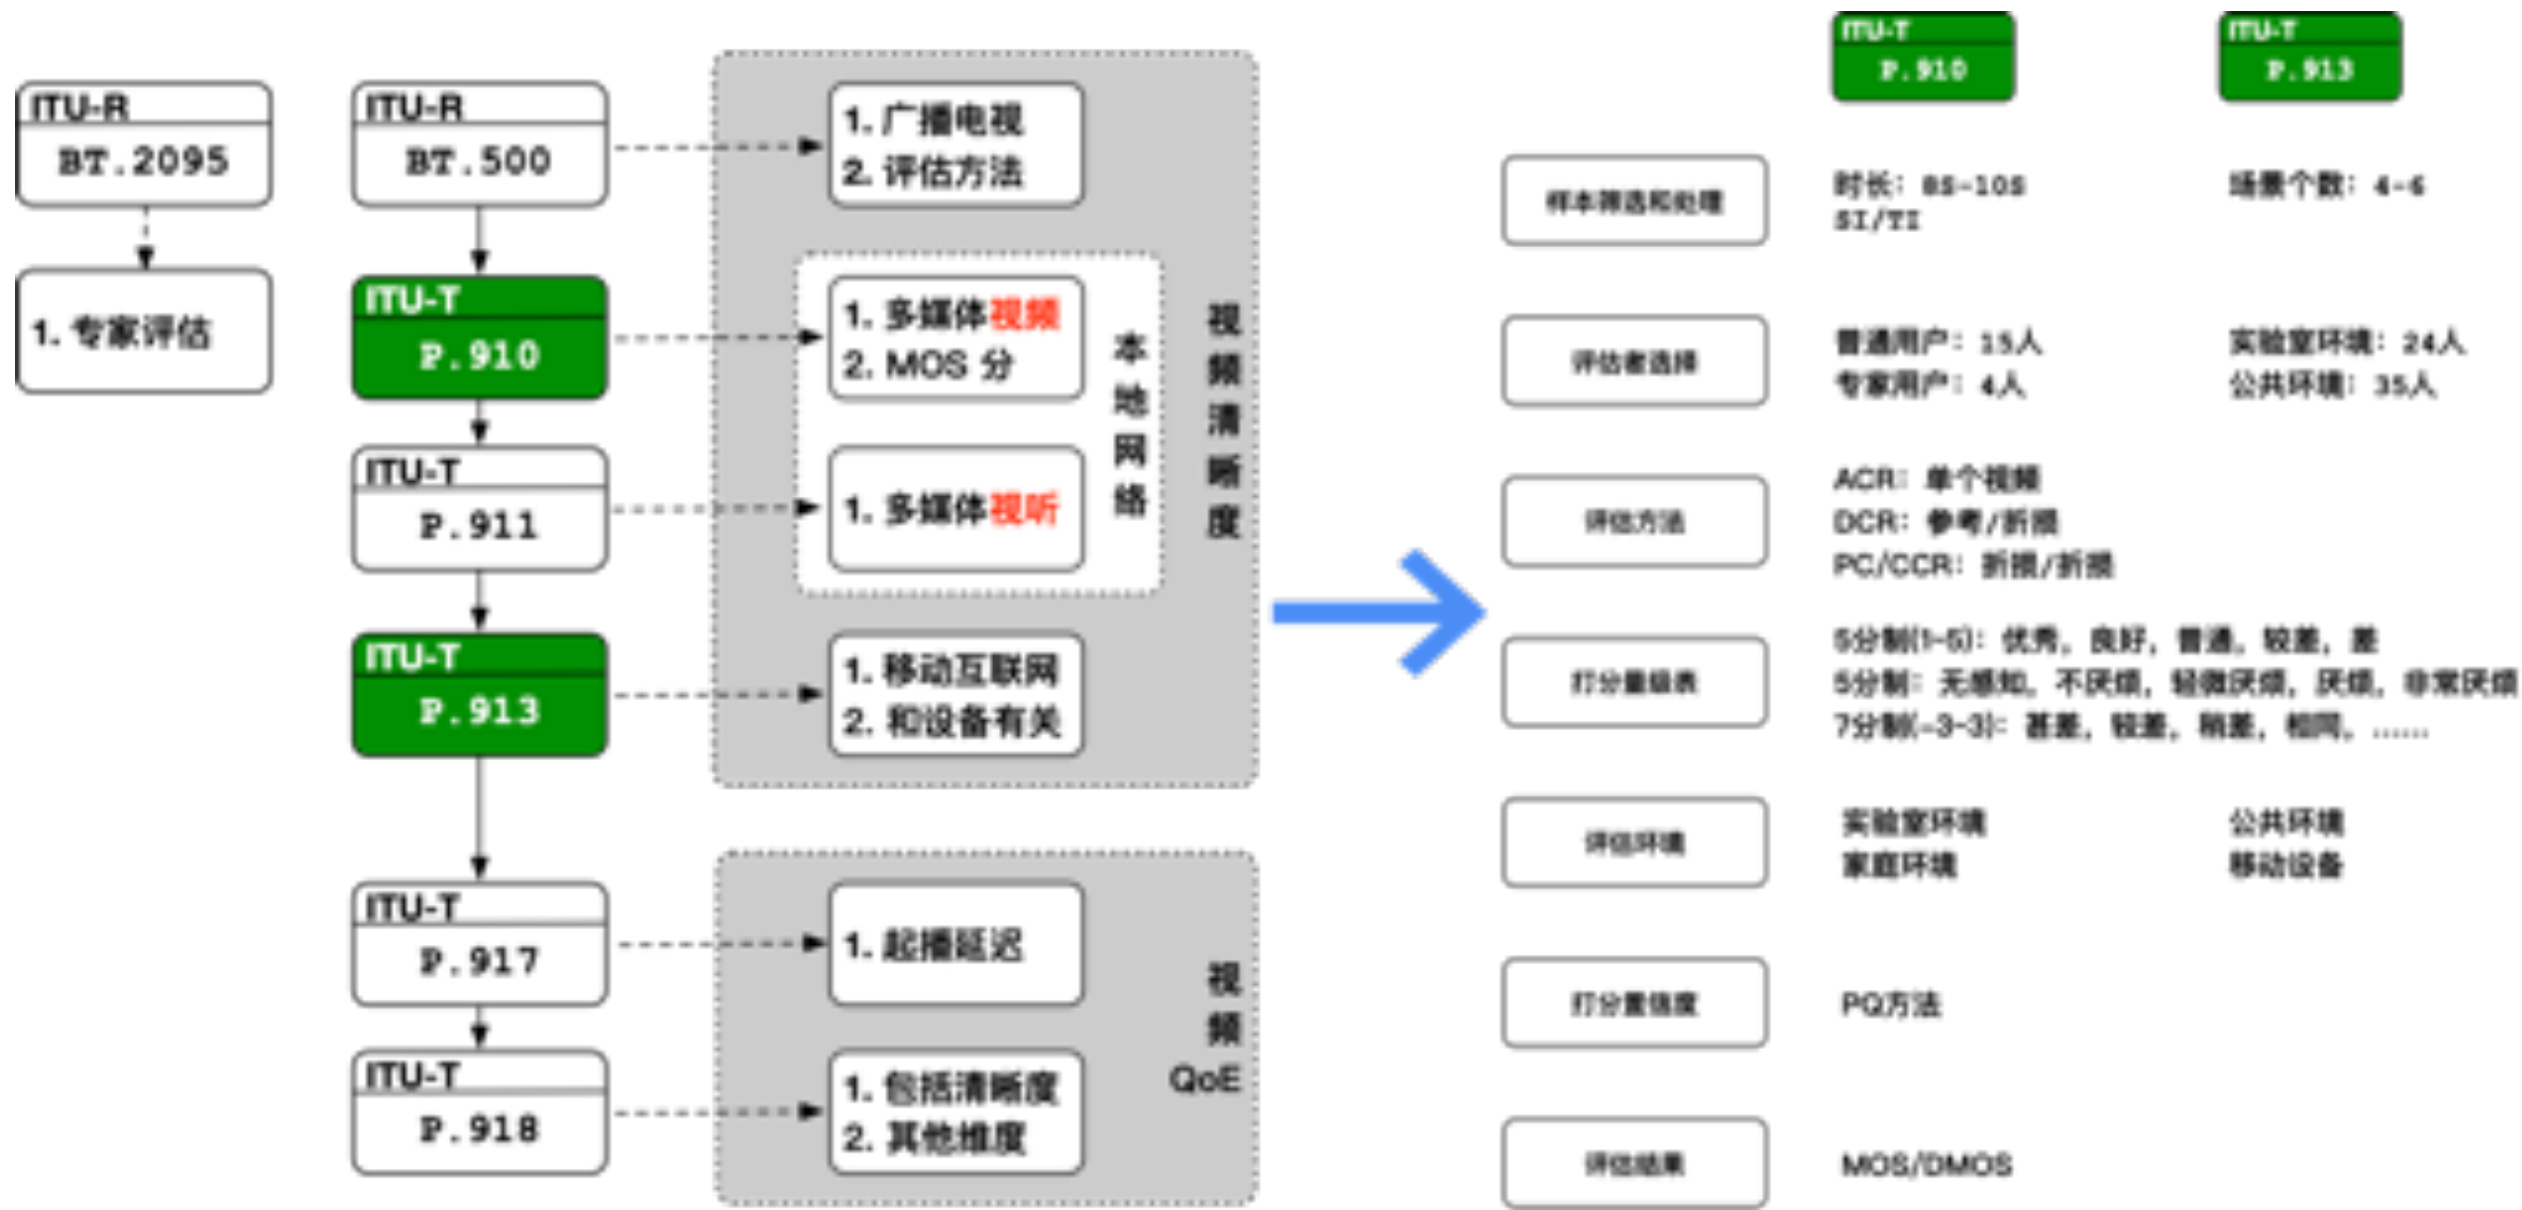 ITU-R
BT.2095
1. 专家评估
ITU-R
BT.500
ITU-T
P.910
ITU-T
P.911
ITU-T
P.913
ITU-T
P.917
ITU-T
P.918
1. 广播电视
2. 评估方法
1. 多媒体视频
2. MOS 分
1. 多媒体视听
本地网络
1. 移动互联网
2. 和设备有关
视频清晰度
1. 起播延迟
1. 包括清晰度
2. 其他维度
视频
QoE
ITU-T
P.910
ITU-T
P.913
样本筛选和处理
时长：8S-10S
SI/TI
场景个数：4-6
评估者选择
普通用户：15人
专家用户：4人
实验室环境：24人
公共环境：35人
评估方法
ACR：单个视频
DCR：参考/折损
PC/CCR：折损/折损
打分量级表
5分制(1-5)：优秀，良好，普通，较差，差
5分制：无感知，不厌烦，轻微厌烦，厌烦，非常厌烦
7分制(-3-3)：甚差，较差，稍差，相同，……
评估环境
实验室环境
家庭环境
公共环境
移动设备
打分置信度
PQ方法
评估结果
MOS/DMOS